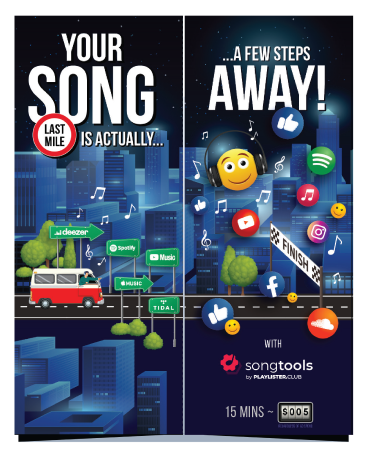 YOUR
SONG
LAST
MILE
IS ACTUALLY...
deezer
Spotify
Music
MUSIC
TIDAL
...A FEW STEPS
AWAY!
FINISH
WITH
songtools
by PLAYLISTER.CLUB
15 MINS ~ $005